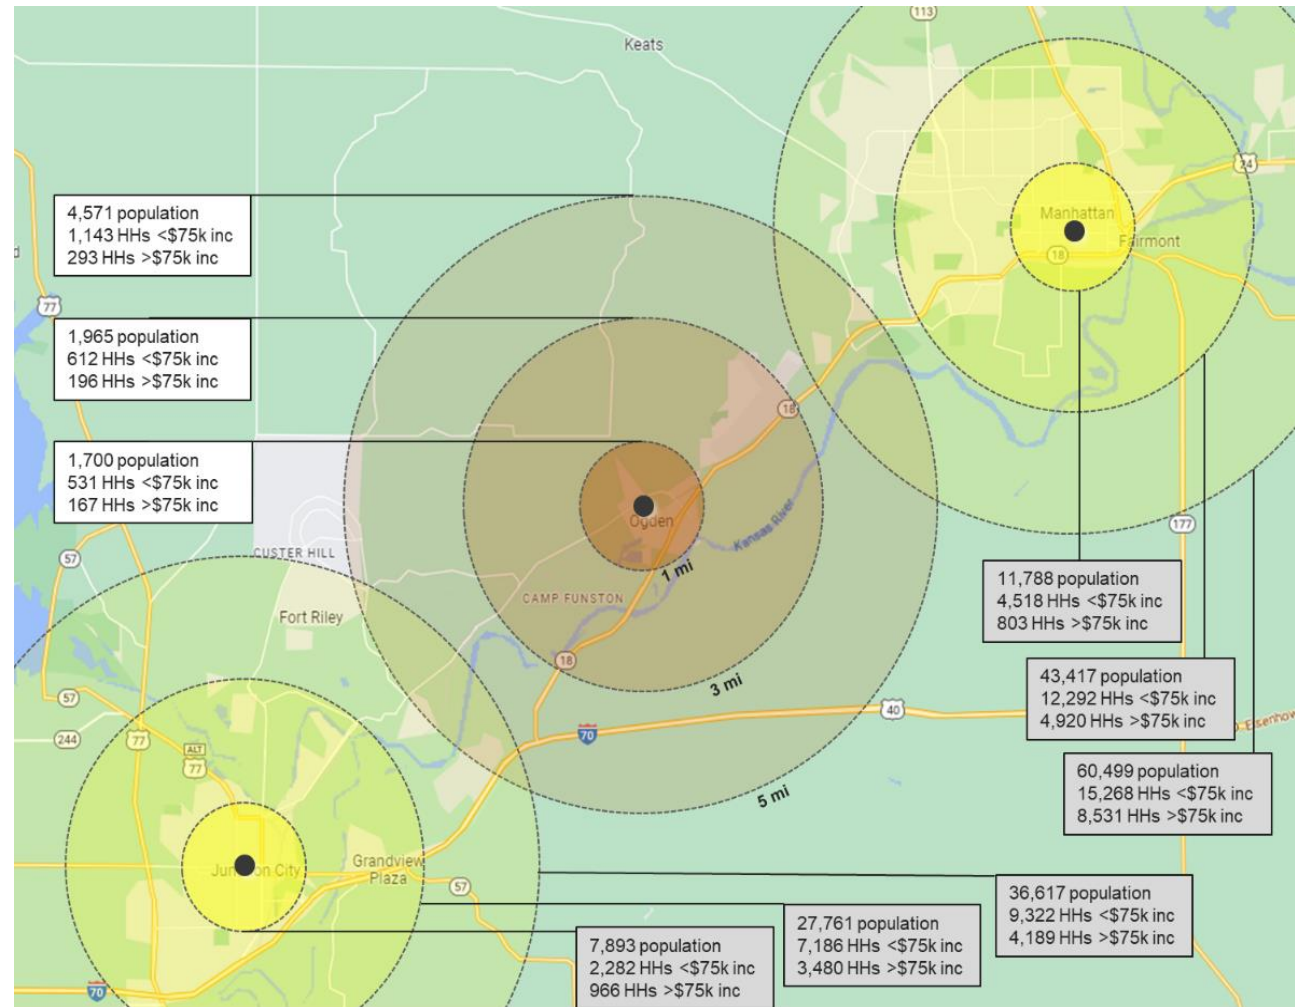 113
Keats
24
Manhattan
Fairmont
18
4,571 population
1,143 HHs <$75k inc
293 HHs >$75k inc
d
77
1,965 population
612 HHs <$75k inc
196 HHs >$75k inc
18
1,700 population
531 HHs <$75k inc
167 HHs >$75k inc
Ogden
Kansas River
177
57
CUSTER HILL
1 mi
CAMP FUNSTON
Fort Riley
11,788 population
4,518 HHs <$75k inc
803 HHs >$75k inc
18
3 mi
43,417 population
12,292 HHs <$75k inc
4,920 HHs >$75k inc
57
40
D. Eisenhow
70
244
77
ALT
77
60,499 population
15,268 HHs <$75k inc
8,531 HHs >$75k inc
5 mi
Junction City
Grandview
Plaza
57
36,617 population
9,322 HHs <$75k inc
4,189 HHs >$75k inc
27,761 population
7,186 HHs <$75k inc
3,480 HHs >$75k inc
7,893 population
2,282 HHs <$75k inc
966 HHs >$75k inc
70